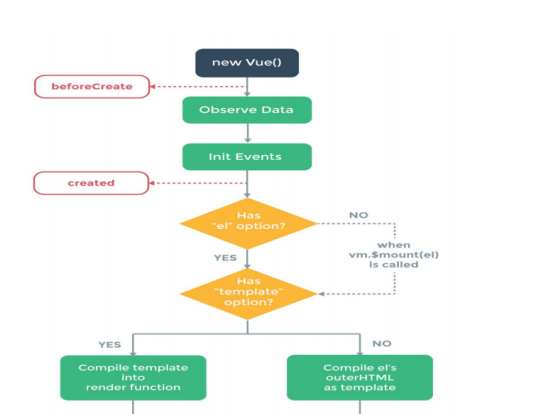 new Vue()
beforeCreate
Observe Data
Init Events
created
Has
"el" option?
NO
when
vm.$mount(el)
is called
YES
Has
"template"
option?
YES
NO
Compile template
into
render function
Compile el's
outerHTML
as template